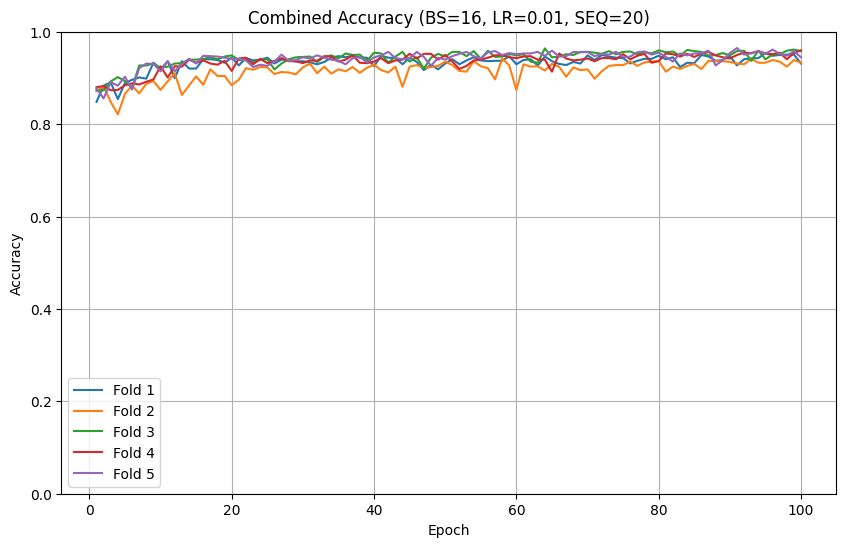 Combined Accuracy (BS=16, LR=0.01, SEQ=20)
1.0
0.8
0.6
0.4
0.2
0.0
Accuracy
Fold 1
Fold 2
Fold 3
Fold 4
Fold 5
0 20 40 60 80 100
Epoch